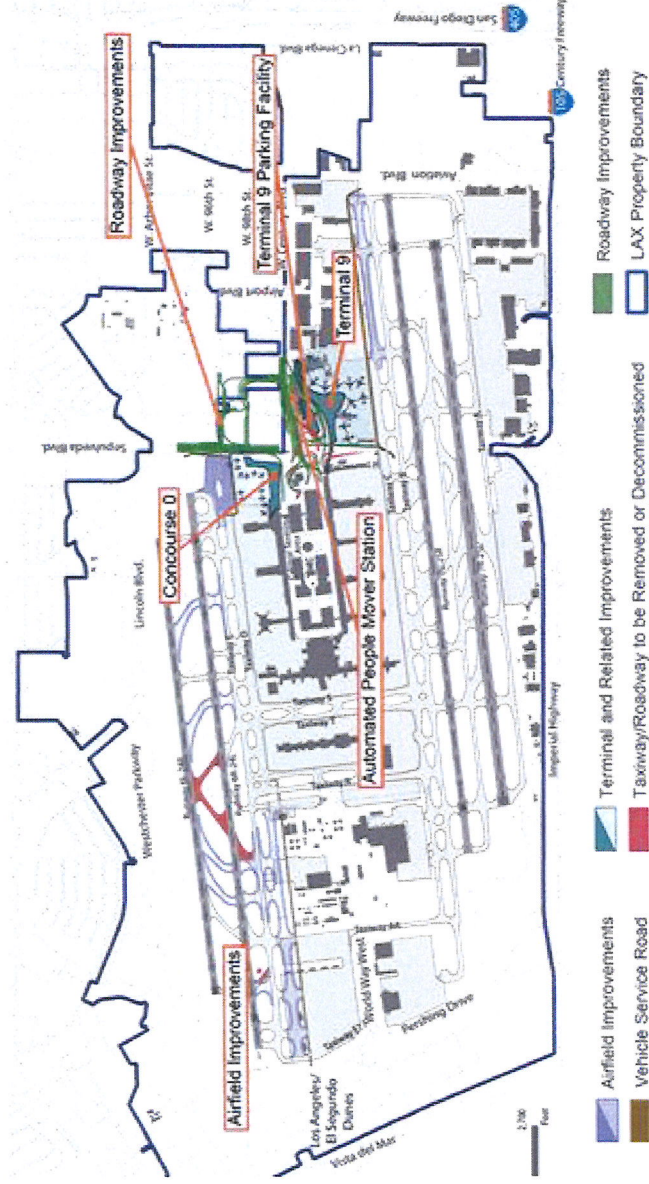 San Diego Freeway
405
La Cienega Blvd.
Century Freeway
105
Roadway Improvements
W. Arbor Vitae St.
W. 96th St.
W. 98th St.
Terminal 9 Parking Facility
Aviation Blvd.
Airport Blvd.
Terminal 9
Sepulveda Blvd.
Concourse 0
Lincoln Blvd.
Automated People Mover Station
Westchester Parkway
Imperial Highway
Airfield Improvements
World Way West
Pershing Drive
Los Angeles/
El Segundo
Dunes
Vista del Mar
2,700
Feet
Airfield Improvements
Terminal and Related Improvements
Roadway Improvements
Vehicle Service Road
Taxiway/Roadway to be Removed or Decommissioned
LAX Property Boundary